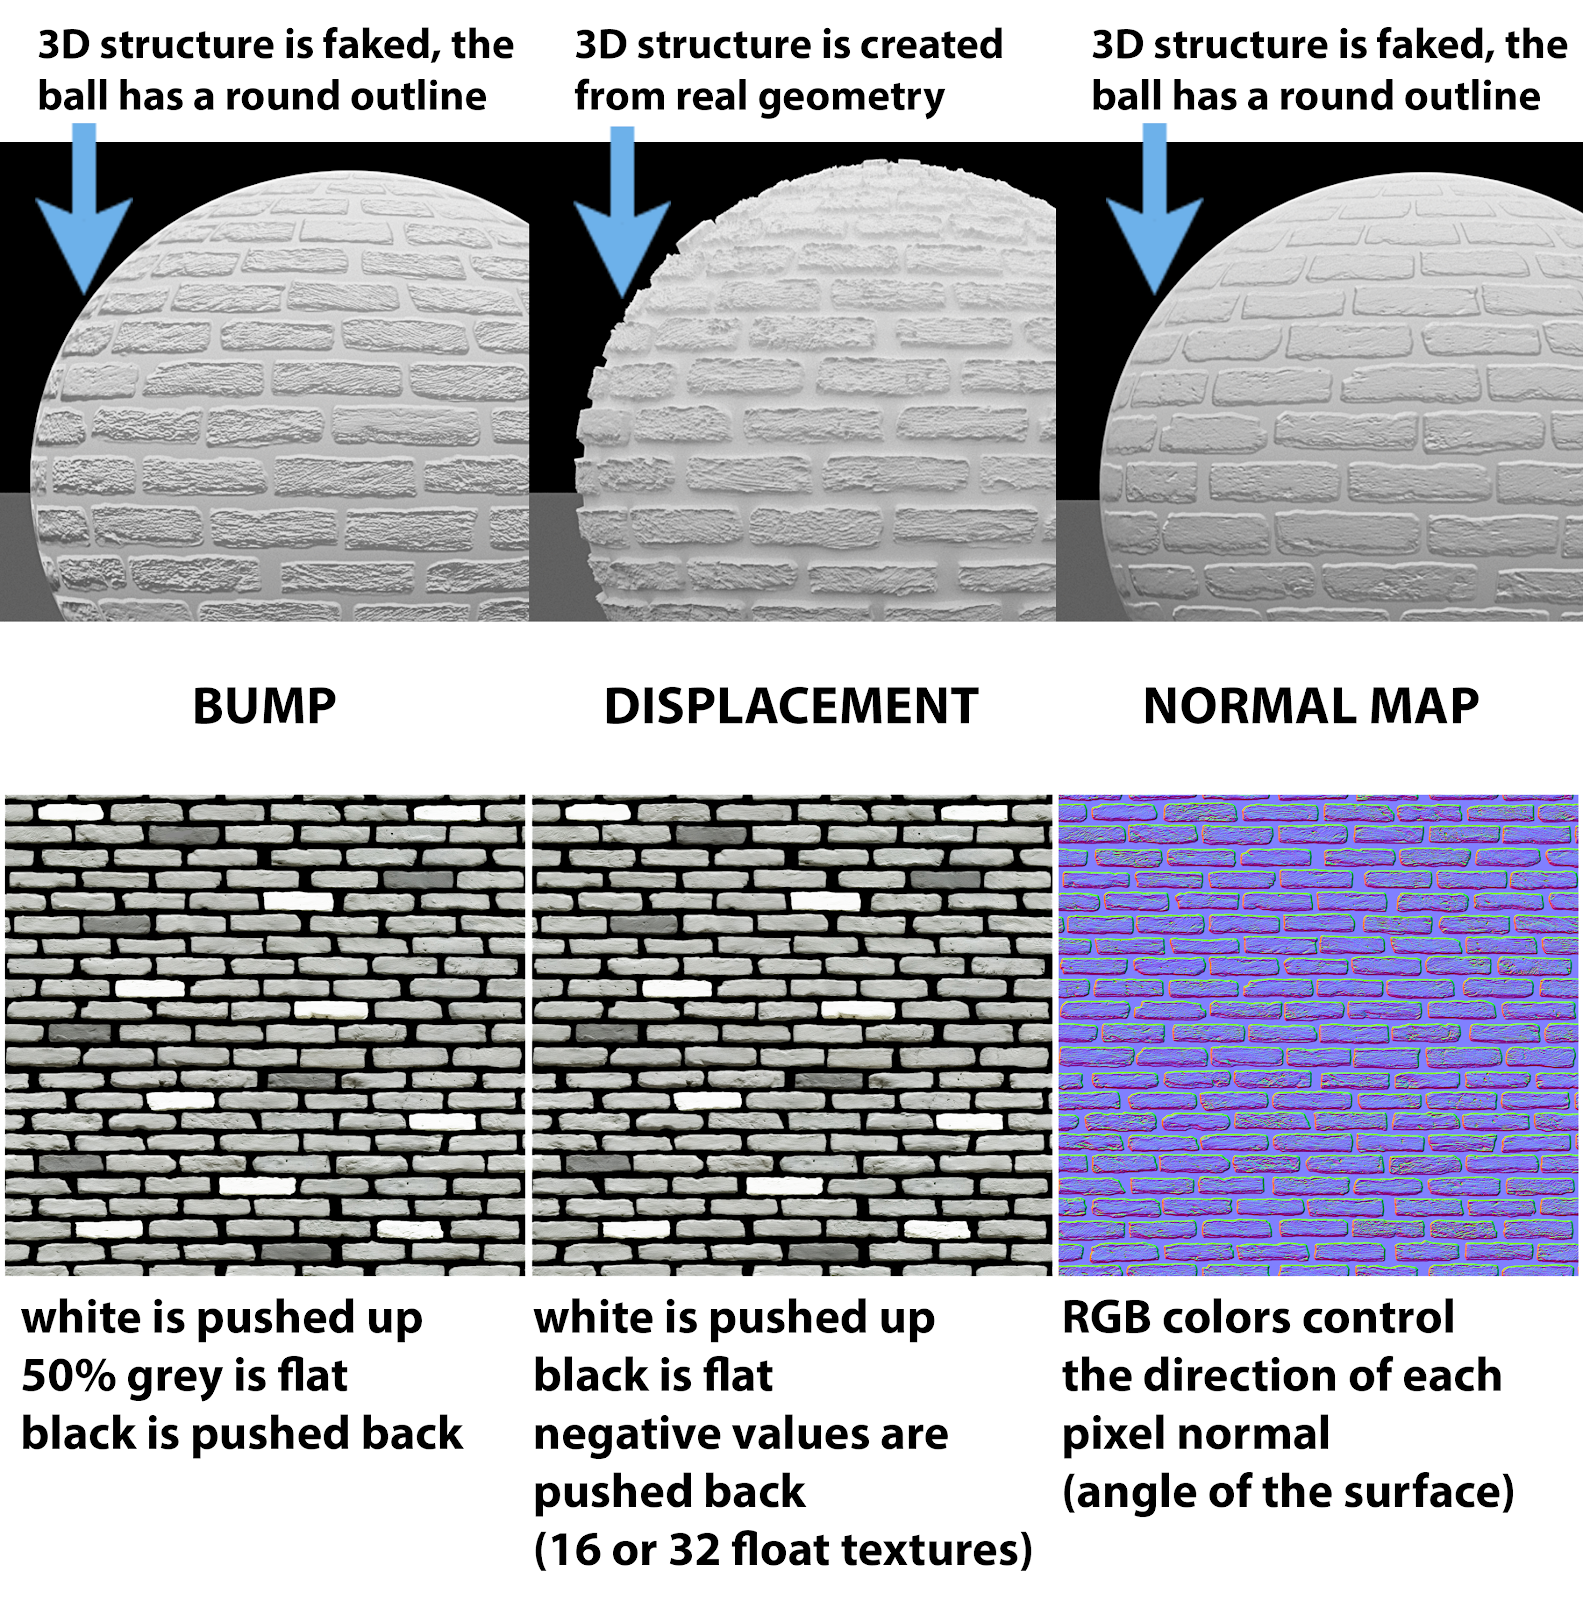 3D structure is faked, the
ball has a round outline
3D structure is created
from real geometry
3D structure is faked, the
ball has a round outline
BUMP
DISPLACEMENT
NORMAL MAP
white is pushed up
50% grey is flat
black is pushed back
white is pushed up
black is flat
negative values are
pushed back
(16 or 32 float textures)
RGB colors control
the direction of each
pixel normal
(angle of the surface)